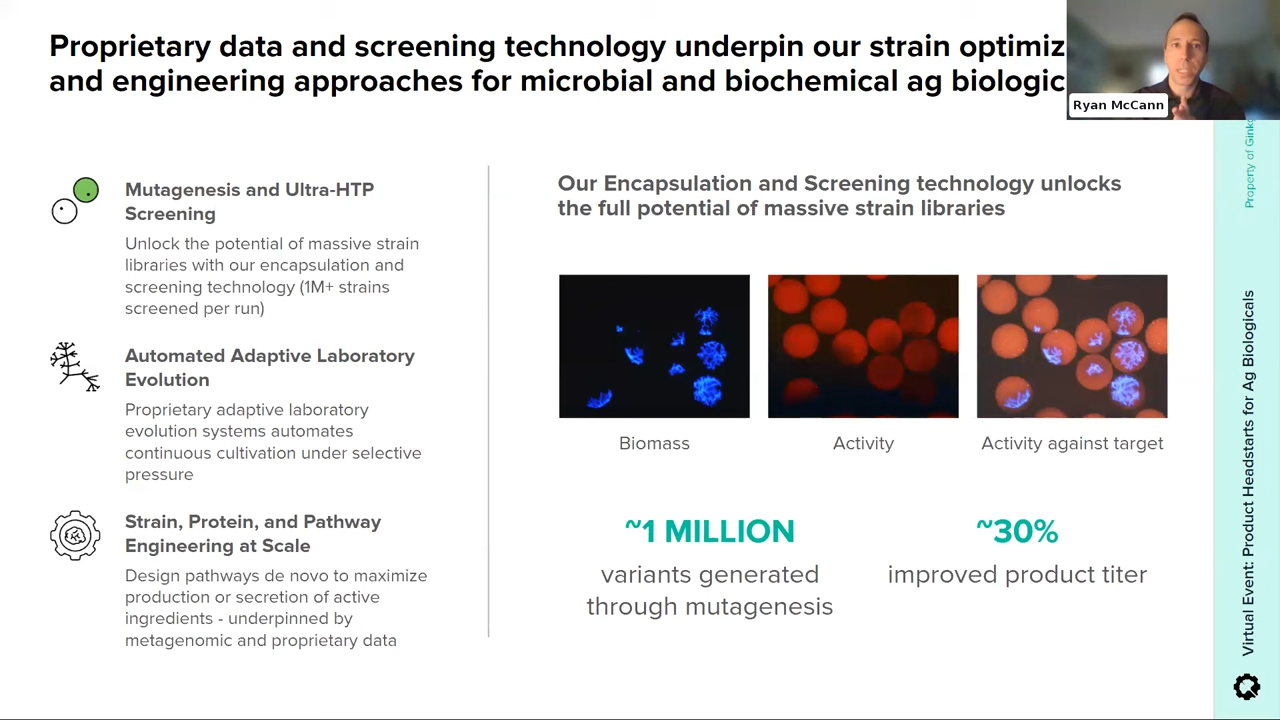 Proprietary data and screening technology underpin our strain
and engineering approaches for microbial and biochemical ag
Ryan McCann
Mutagenesis and Ultra-HTP
Screening
Unlock the potential of massive strain
libraries with our encapsulation and
screening technology (1M+ strains
screened per run)
Automated Adaptive Laboratory
Evolution
Proprietary adaptive laboratory
evolution systems automates
continuous cultivation under selective
pressure
Strain, Protein, and Pathway
Engineering at Scale
Design pathways de novo to maximize
production or secretion of active
ingredients - underpinned by
metagenomic and proprietary data
Our Encapsulation and Screening technology unlocks
the full potential of massive strain libraries
Biomass
Activity
Activity against target
~1 MILLION
variants generated
through mutagenesis
~30%
improved product titer
Property of
Virtual Event: Product Headstarts for Ag Biologicals